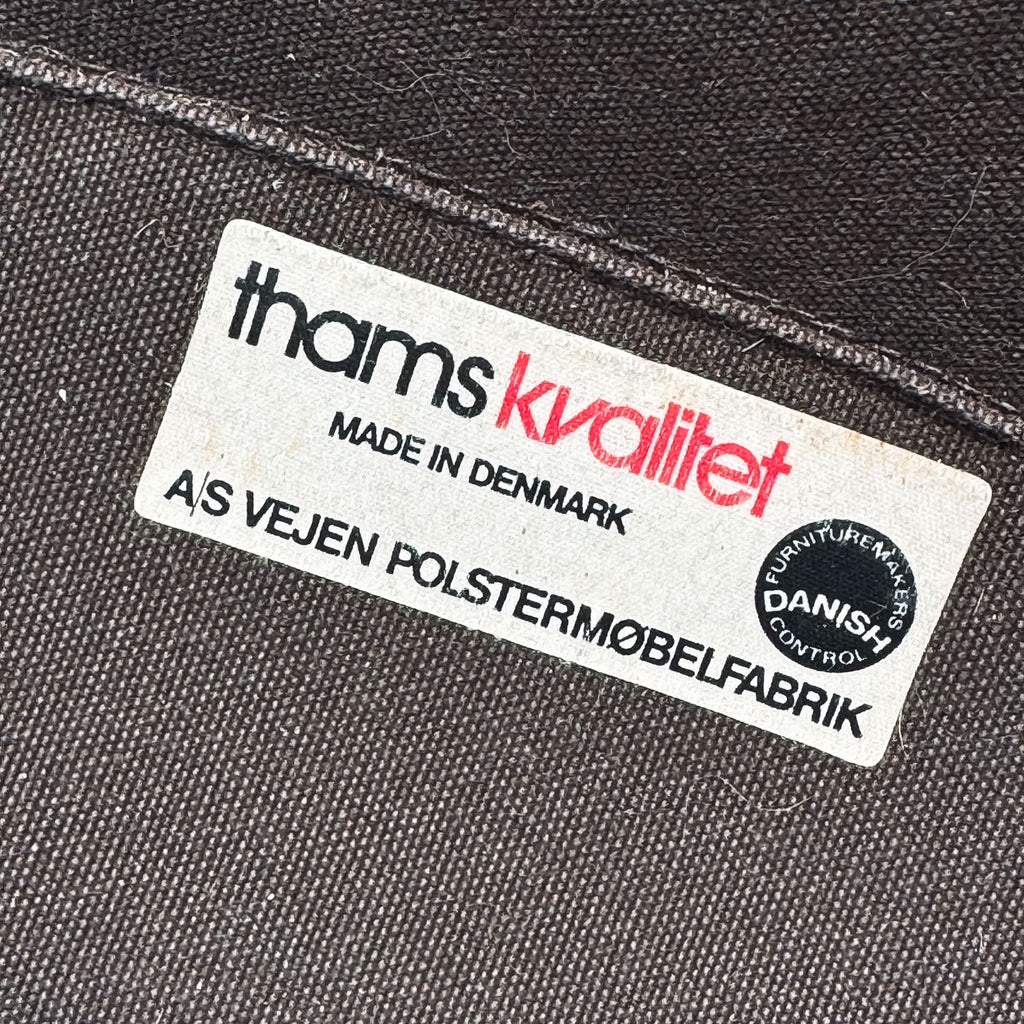 thams kvalitet
MADE IN DENMARK
A/S VEJEN POLSTERMØBELFABRIK
FURNITUREMAKERS
DANISH
CONTROL